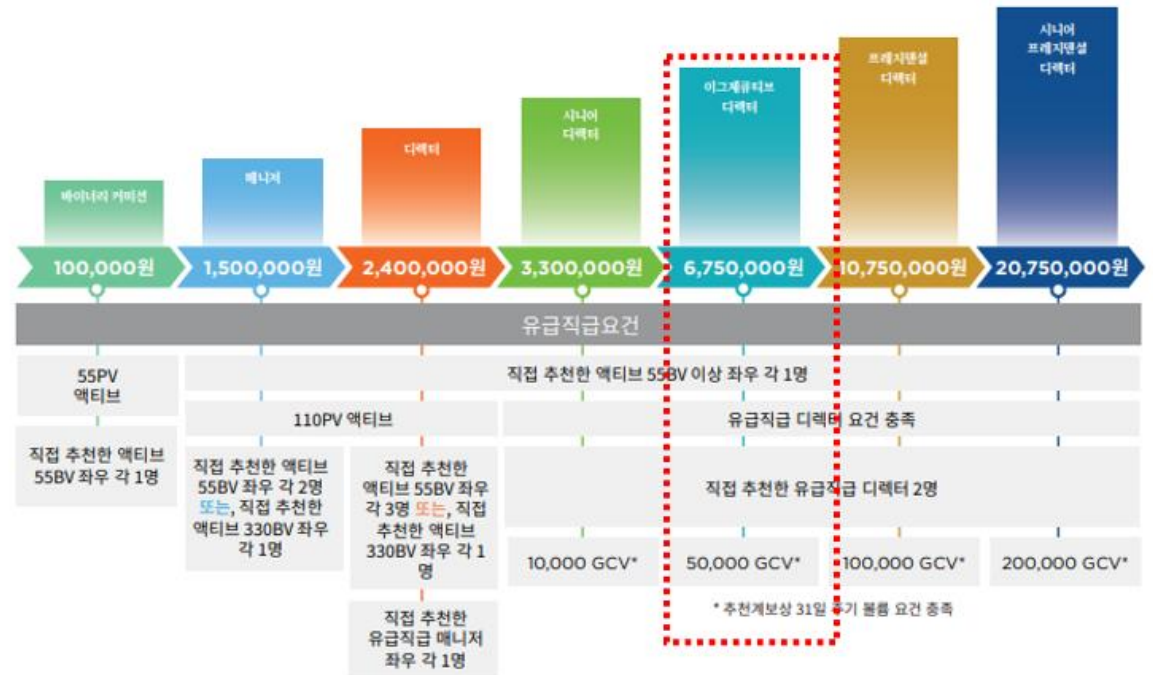 시니어
프레지덴셜
디렉터
프레지덴셜
디렉터
이그제큐티브
디렉터
시니어
디렉터
디렉터
매니저
바이너리 커미션
100,000원 1,500,000원 2,400,000원 3,300,000원 6,750,000원 10,750,000원 20,750,000원
유급직급요건
55PV
액티브
직접 추천한 액티브 55BV 이상 좌우 각 1명
110PV 액티브
유급직급 디렉터 요건 충족
직접 추천한 액티브
55BV 좌우 각 1명
직접 추천한 액티브
55BV 좌우 각 2명
또는, 직접 추천한
액티브 330BV 좌우
각 1명
직접 추천한
액티브 55BV 좌우
각 3명 또는, 직접
추천한 액티브
330BV 좌우 각 1
명
직접 추천한 유급직급 디렉터 2명
10,000 GCV*
50,000 GCV*
100,000 GCV*
200,000 GCV*
* 추천계보상 31일 주기 볼륨 요건 충족
직접 추천한
유급직급 매니저
좌우 각 1명